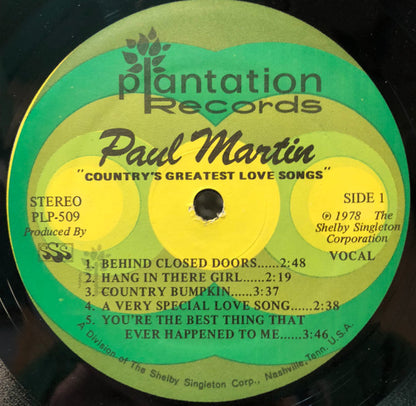 plantation
Records
Paul Martin
"COUNTRY'S GREATEST LOVE SONGS"
STEREO
PLP-509
Produced By
SSS
SIDE 1
℗ 1978 The
Shelby Singleton
Corporation
VOCAL
1. BEHIND CLOSED DOORS.....2:48
2. HANG IN THERE GIRL.....2:19
3. COUNTRY BUMPKIN.....3:37
4. A VERY SPECIAL LOVE SONG.....2:38
5. YOU'RE THE BEST THING THAT
EVER HAPPENED TO ME.....3:46
A Division of The Shelby Singleton Corp., Nashville, Tenn. U.S.A.